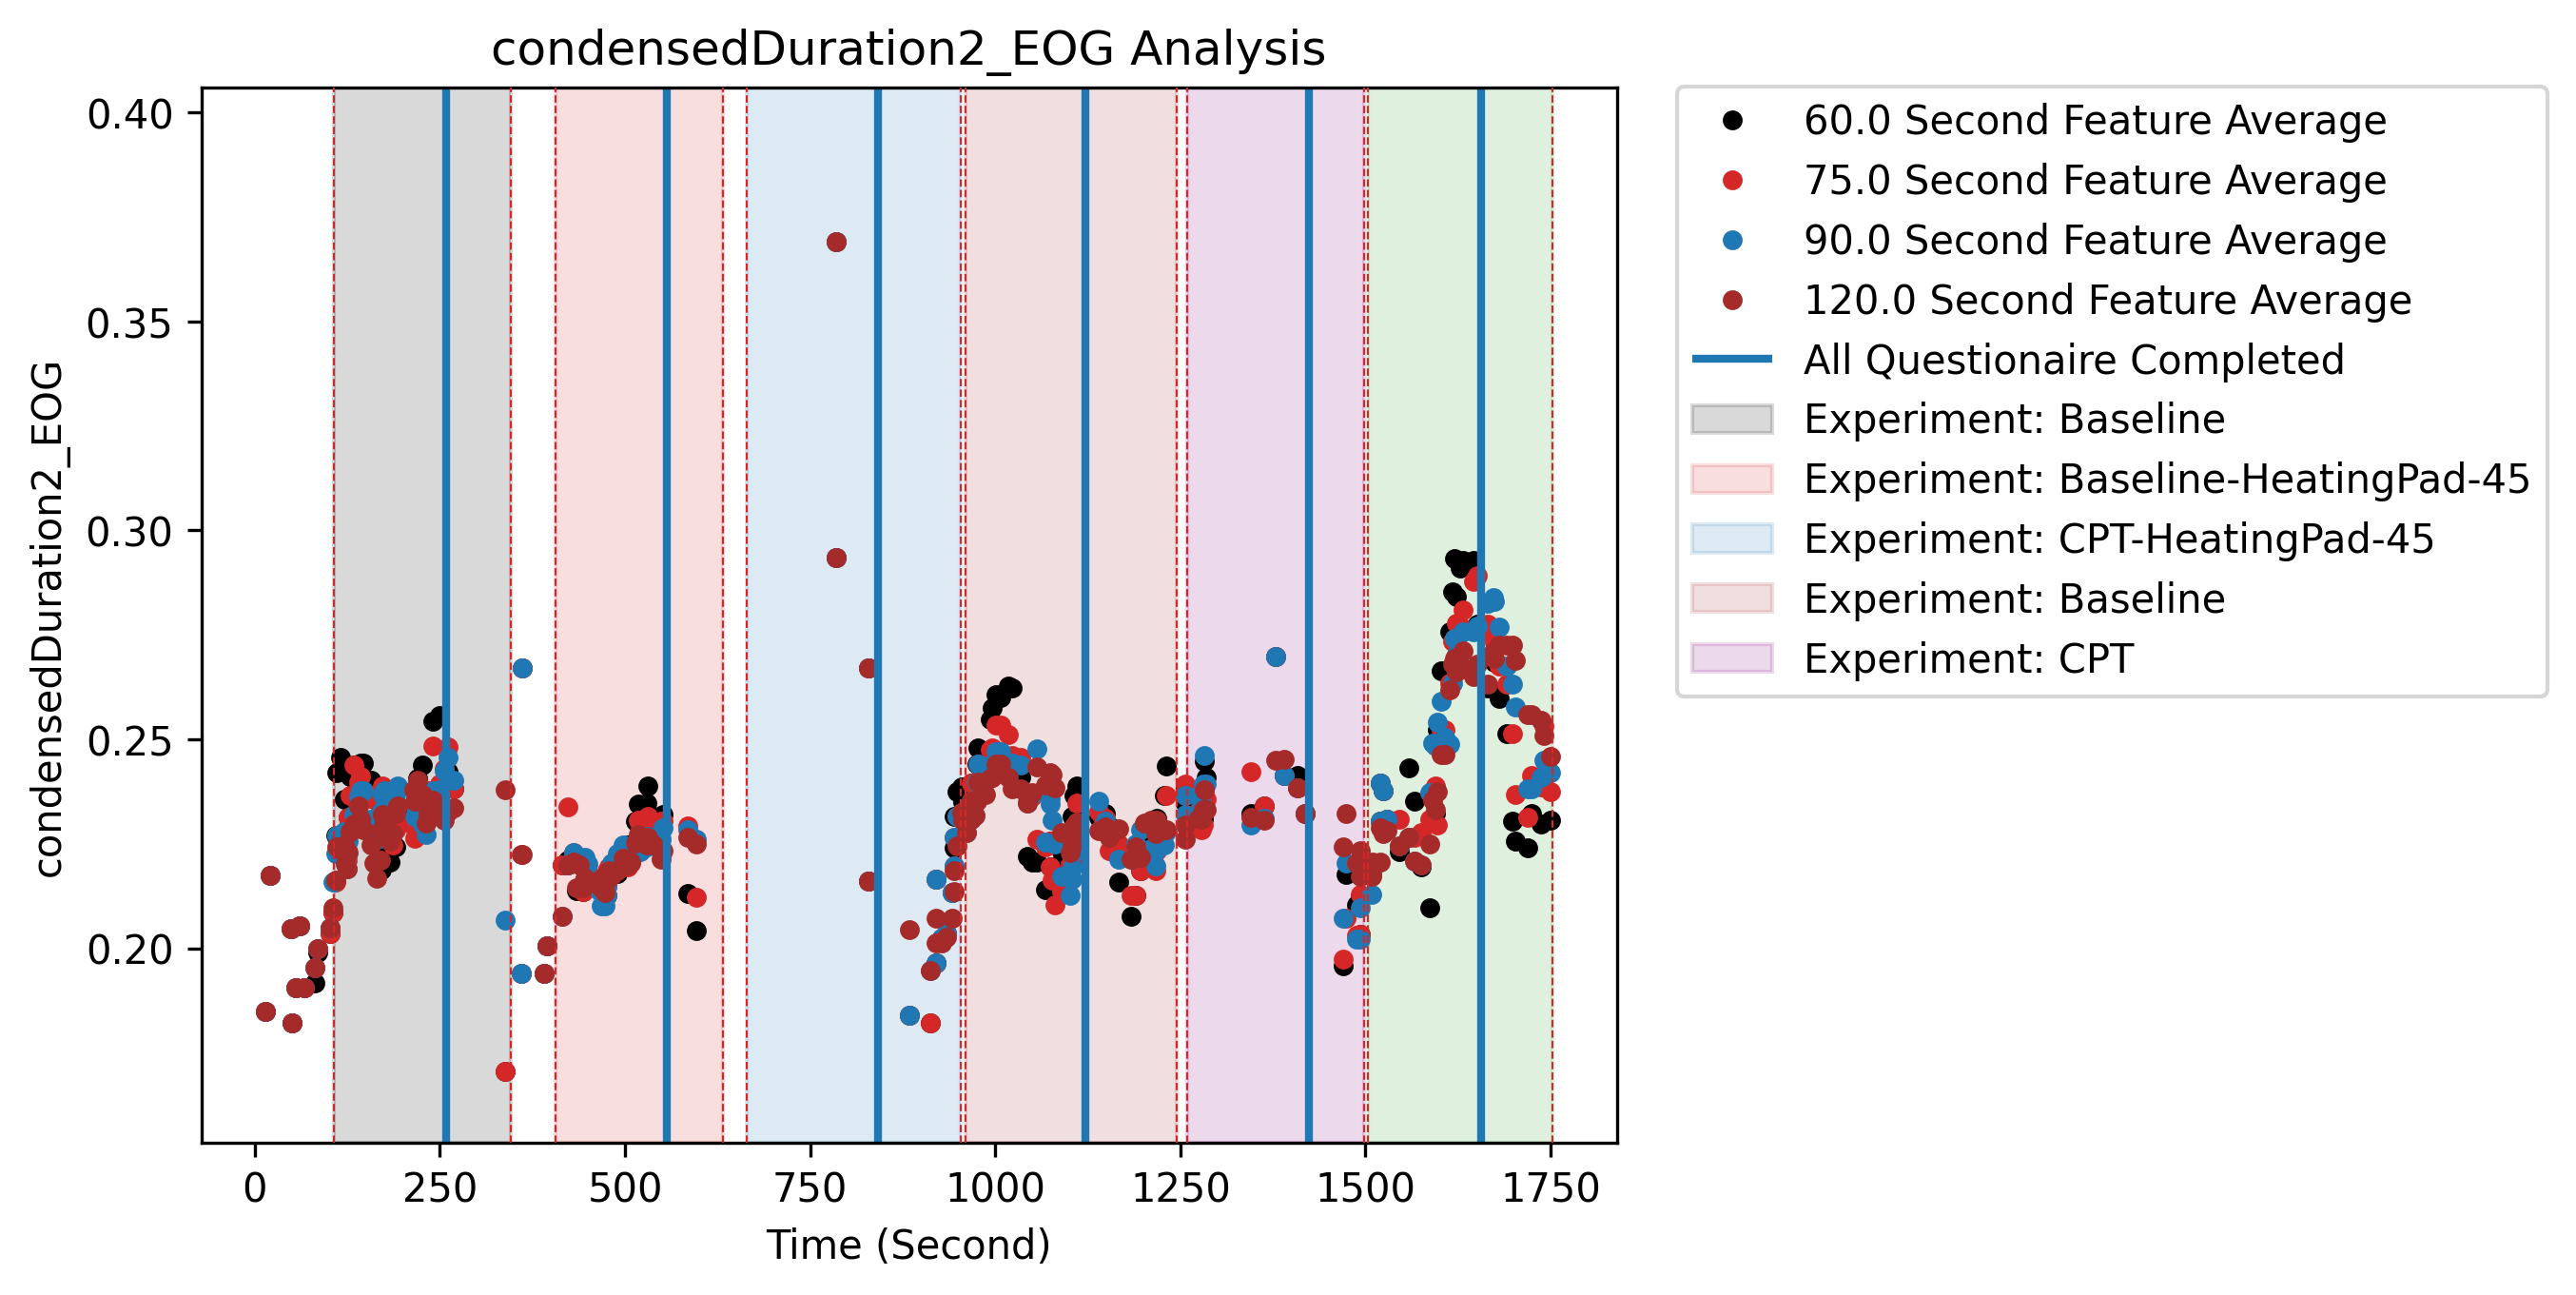 condensedDuration2_EOG Analysis
condensedDuration2_EOG
0.40
0.35
0.30
0.25
0.20
0 250 500 750 1000 1250 1500 1750
Time (Second)
60.0 Second Feature Average
75.0 Second Feature Average
90.0 Second Feature Average
120.0 Second Feature Average
All Questionaire Completed
Experiment: Baseline
Experiment: Baseline-HeatingPad-45
Experiment: CPT-HeatingPad-45
Experiment: Baseline
Experiment: CPT